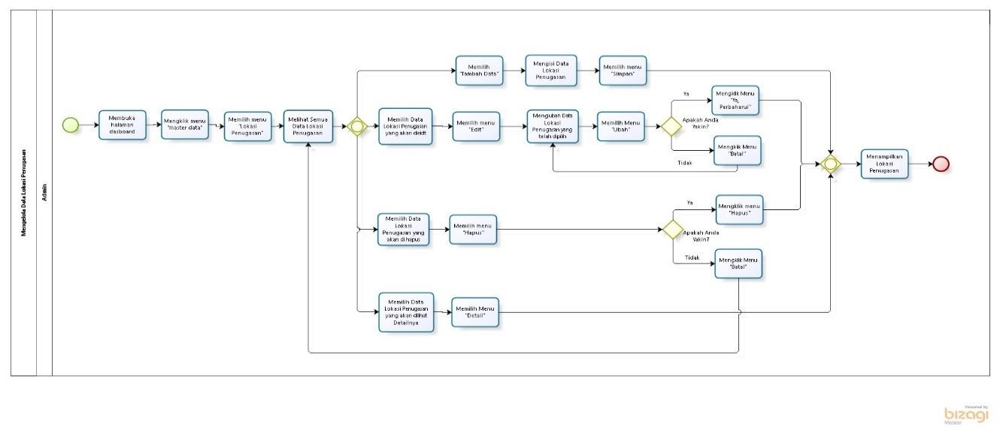 Mengelola Data Lokasi Penugasan
Admin
Membuka
halaman
dasboard
Mengklik menu
"master data"
Memilih menu
"Lokasi
Penugasan"
Melihat Semua
Data Lokasi
Penugasan
Memilih
"Tambah Data"
Mengisi Data
Lokasi
Penugasan
Memilih menu
"Simpan"
Memilih Data
Lokasi Penugasan
yang akan dieidt
Memilih menu
"Edit"
Mengubah Data
Lokasi
Penugasan yang
telah dipilih
Memilih Menu
"Ubah"
Apakah Anda
Yakin?
Ya
Mengklik Menu
"Ya,
Perbaharui"
Tidak
Mengklik Menu
"Batal"
Memilih Data
Lokasi
Penugasan yang
akan di hapus
Memilih menu
"Hapus"
Apakah Anda
Yakin?
Ya
Mengklik menu
"Hapus"
Tidak
Mengklik Menu
"Batal"
Memilih Data
Lokasi Penugasan
yang akan dilihat
Detailnya
Memilih Menu
"Detail"
Menampilkan
Lokasi
Penugasan
Powered by
bizagi
Modeler